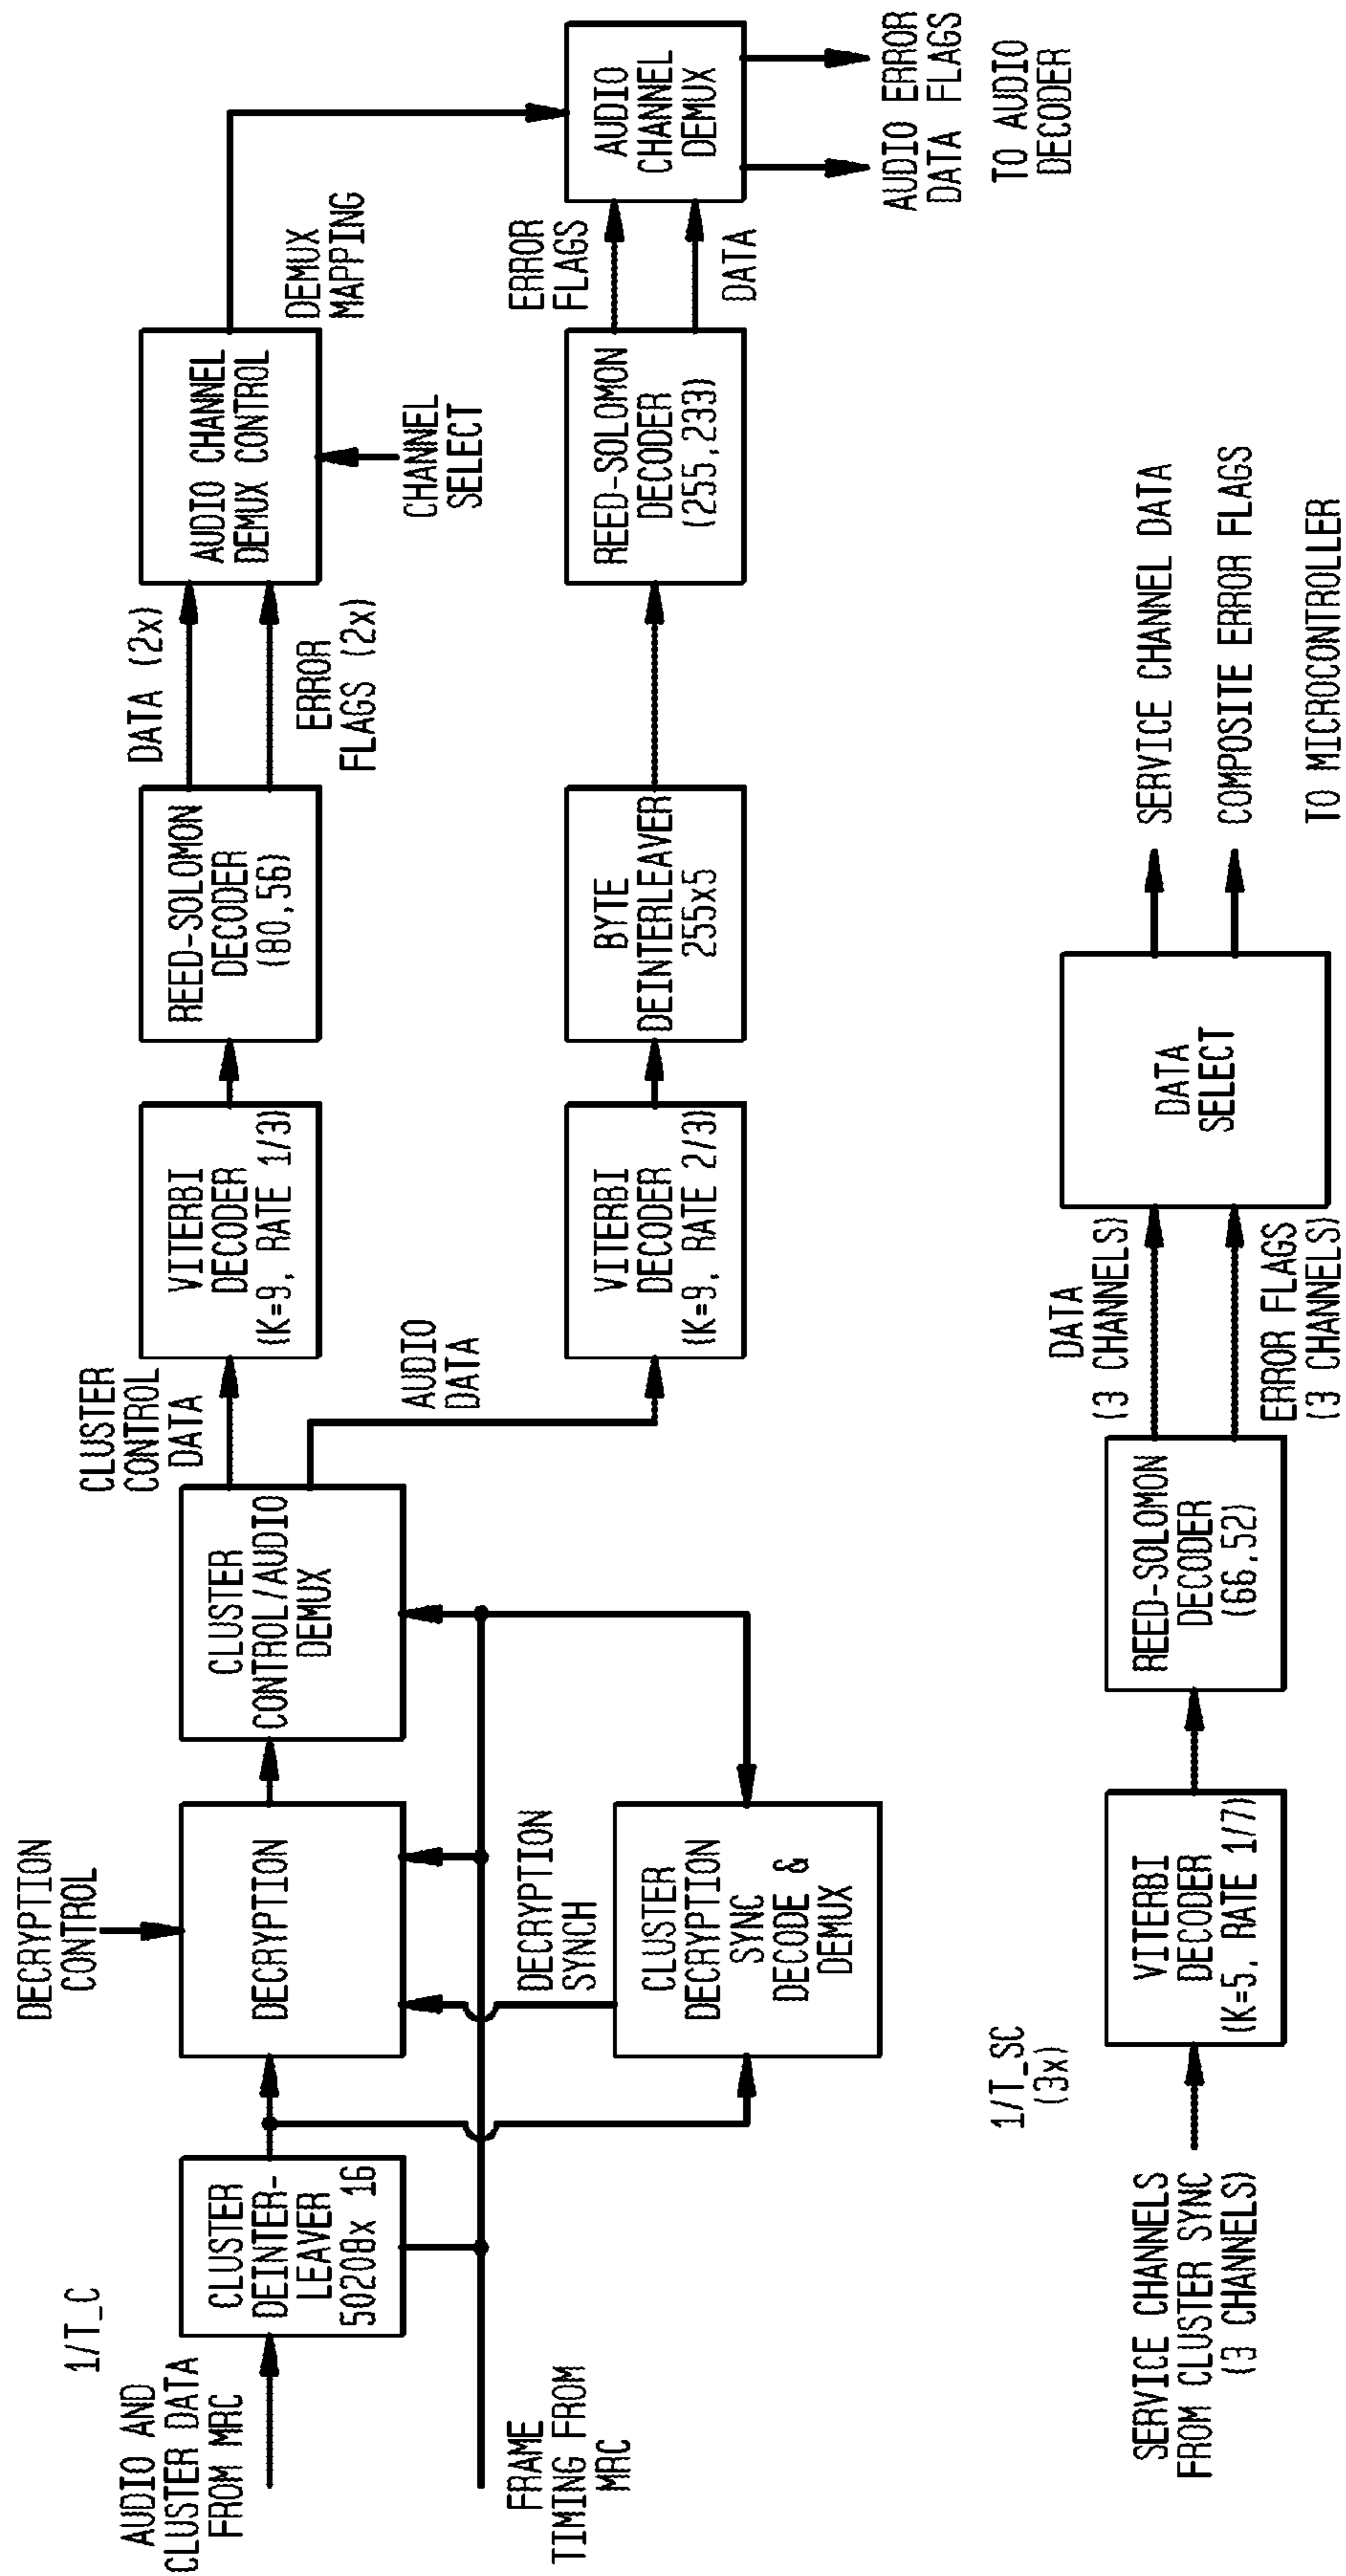 AUDIO AND
CLUSTER DATA
FROM MRC
1/T_C
CLUSTER
DEINTER-
LEAVER
50208x 16
DECRYPTION
CONTROL
DECRYPTION
CLUSTER
CONTROL/AUDIO
DEMUX
CLUSTER
CONTROL
DATA
VITERBI
DECODER
(K=9, RATE 1/3)
REED-SOLOMON
DECODER
(80,56)
DATA (2x)
ERROR
FLAGS (2x)
AUDIO CHANNEL
DEMUX CONTROL
DEMUX
MAPPING
CHANNEL
SELECT
FRAME
TIMING FROM
MRC
DECRYPTION
SYNCH
CLUSTER
DECRYPTION
SYNC
DECODE &
DEMUX
AUDIO
DATA
VITERBI
DECODER
(K=9, RATE 2/3)
BYTE
DEINTERLEAVER
255x5
REED-SOLOMON
DECODER
(255,233)
ERROR
FLAGS
DATA
AUDIO
CHANNEL
DEMUX
AUDIO ERROR
DATA FLAGS
TO AUDIO
DECODER
SERVICE CHANNELS
FROM CLUSTER SYNC
(3 CHANNELS)
1/T_SC
(3x)
VITERBI
DECODER
(K=5, RATE 1/7)
REED-SOLOMON
DECODER
(66,52)
DATA
(3 CHANNELS)
ERROR FLAGS
(3 CHANNELS)
DATA
SELECT
SERVICE CHANNEL DATA
COMPOSITE ERROR FLAGS
TO MICROCONTROLLER